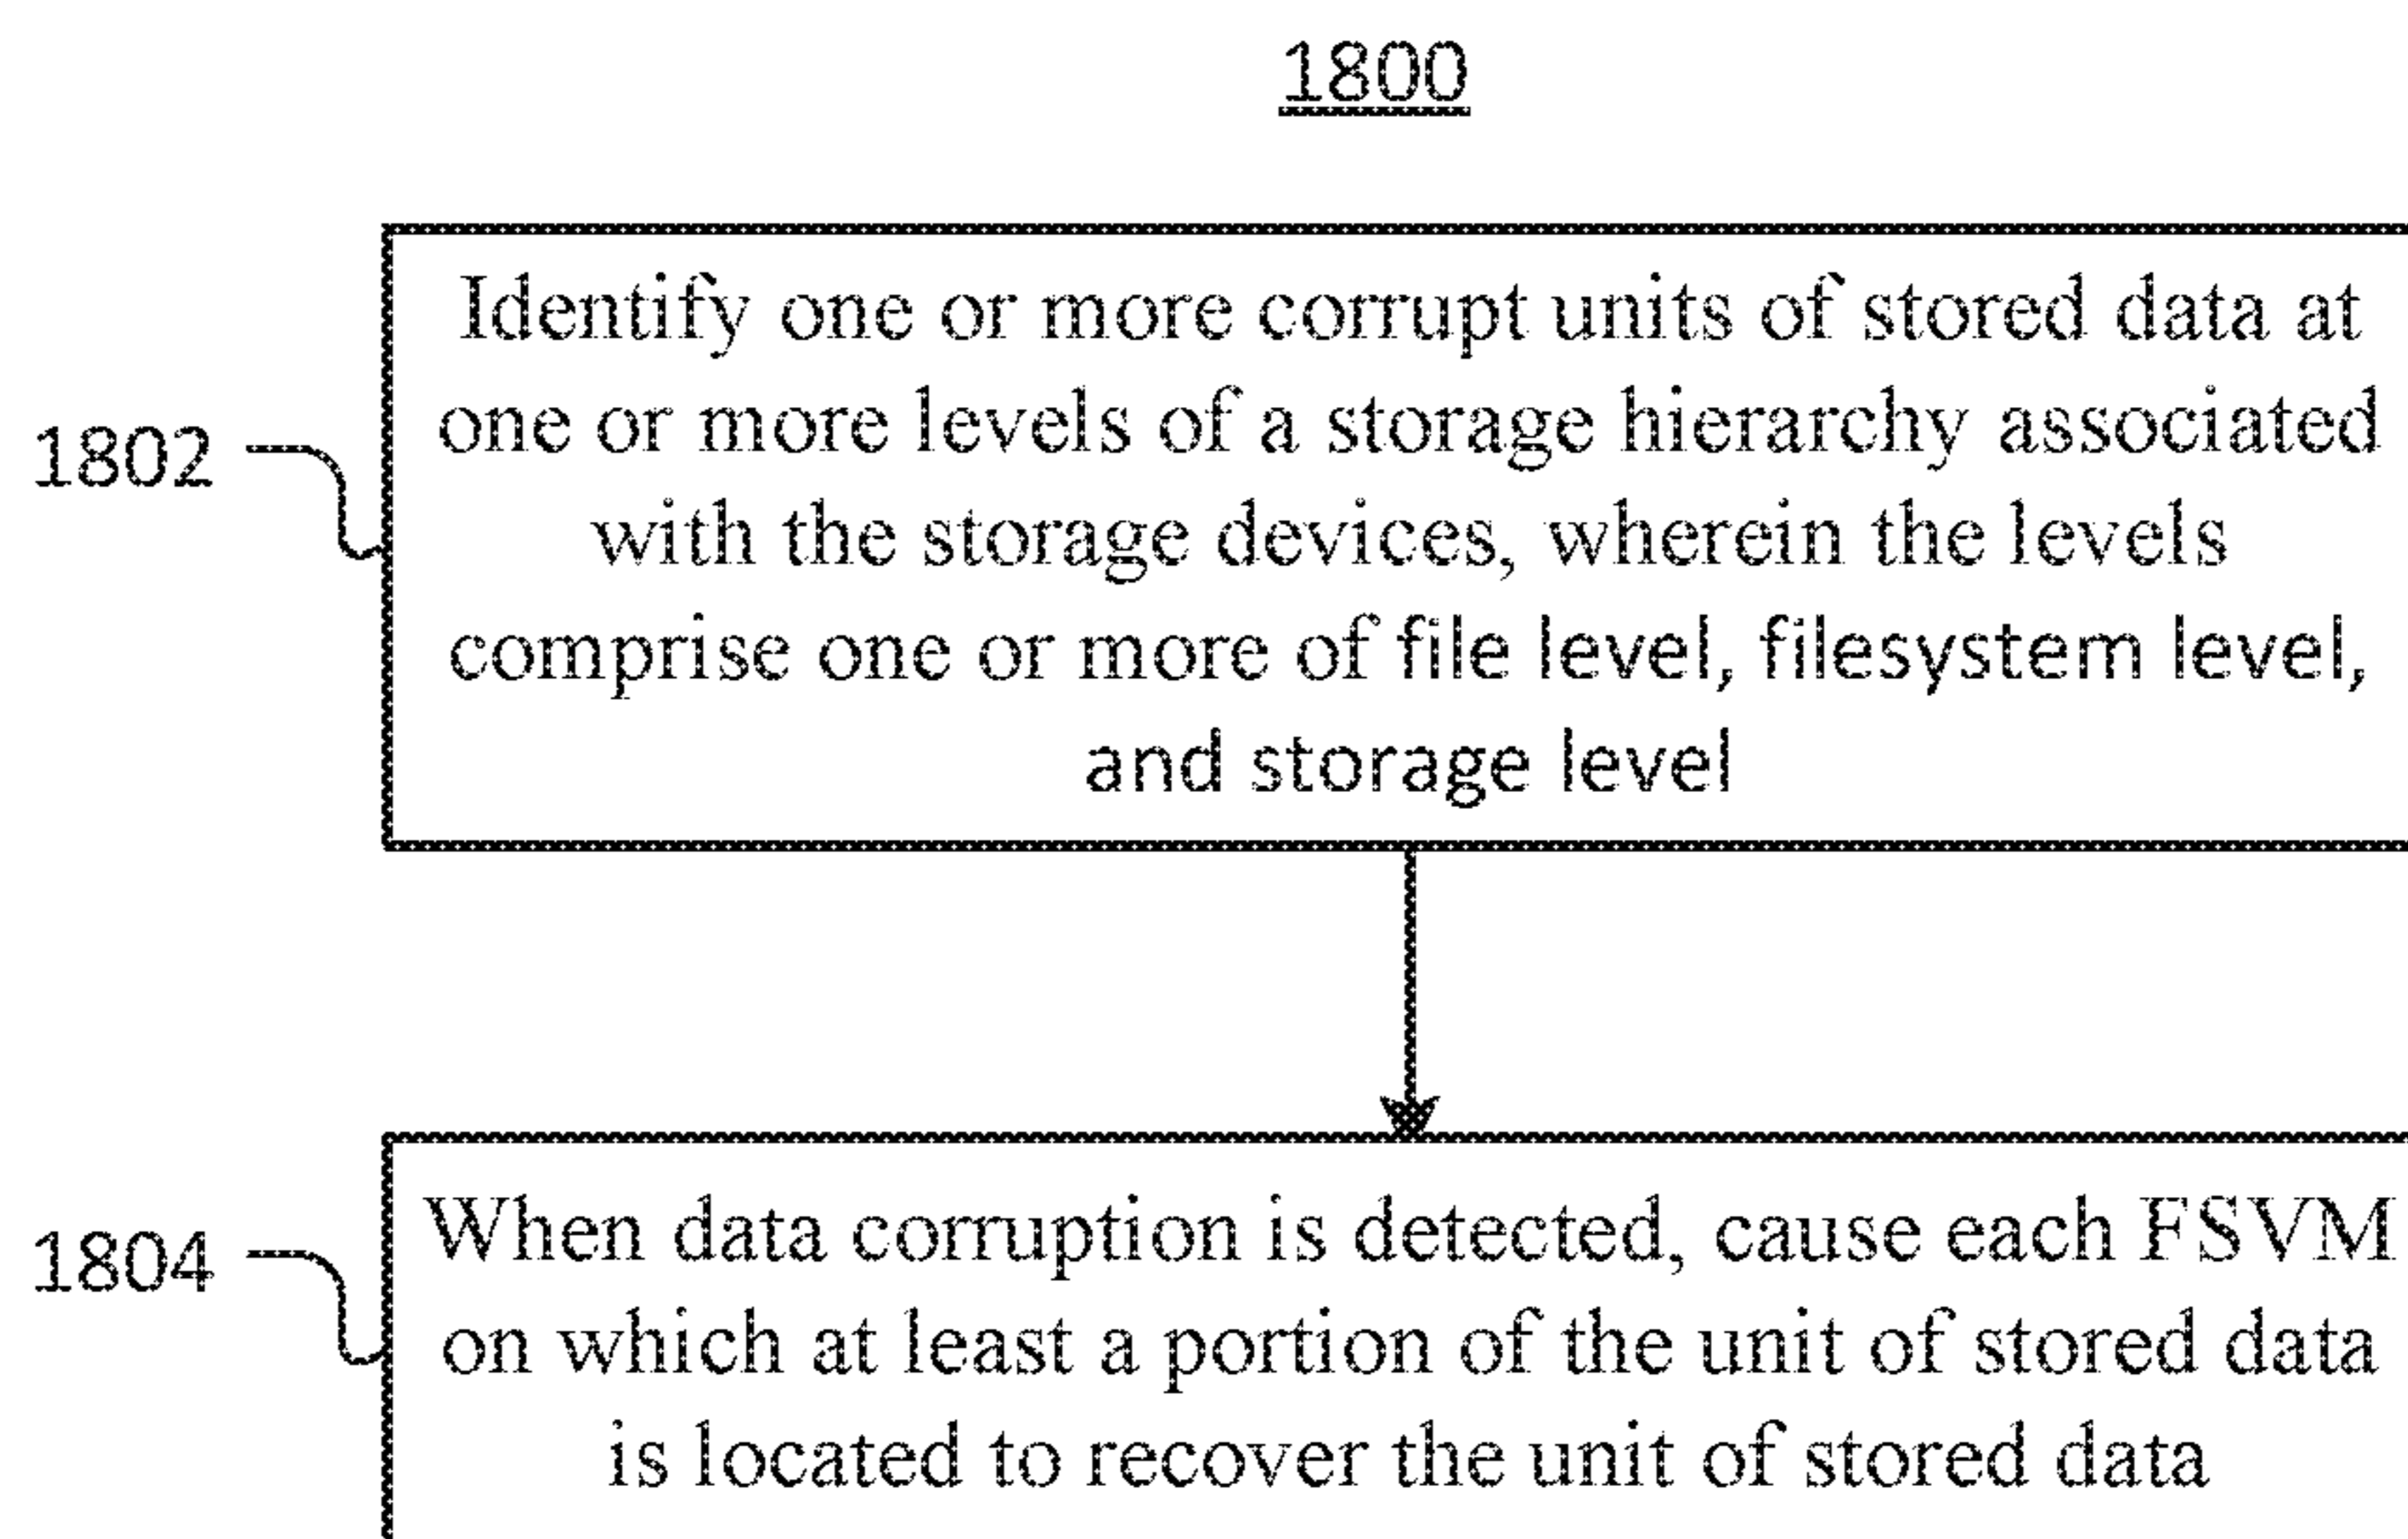 1800
Identify one or more corrupt units of stored data at
one or more levels of a storage hierarchy associated
with the storage devices, wherein the levels
comprise one or more of file level, filesystem level,
and storage level
1802
When data corruption is detected, cause each FSVM
on which at least a portion of the unit of stored data
is located to recover the unit of stored data
1804